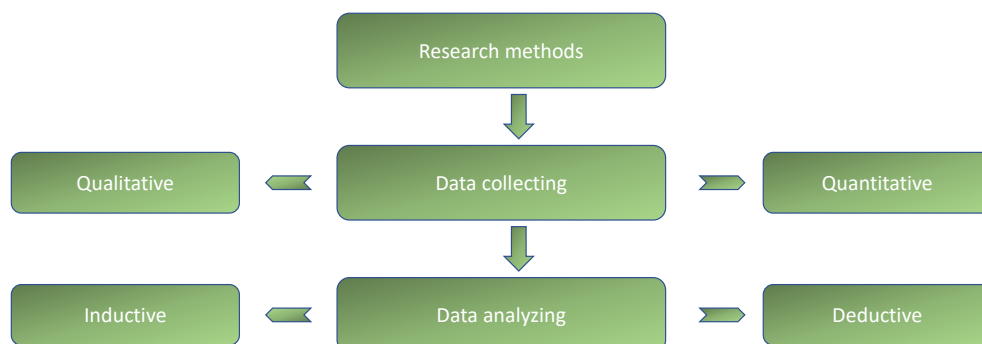 Research methods
Qualitative
Data collecting
Quantitative
Inductive
Data analyzing
Deductive